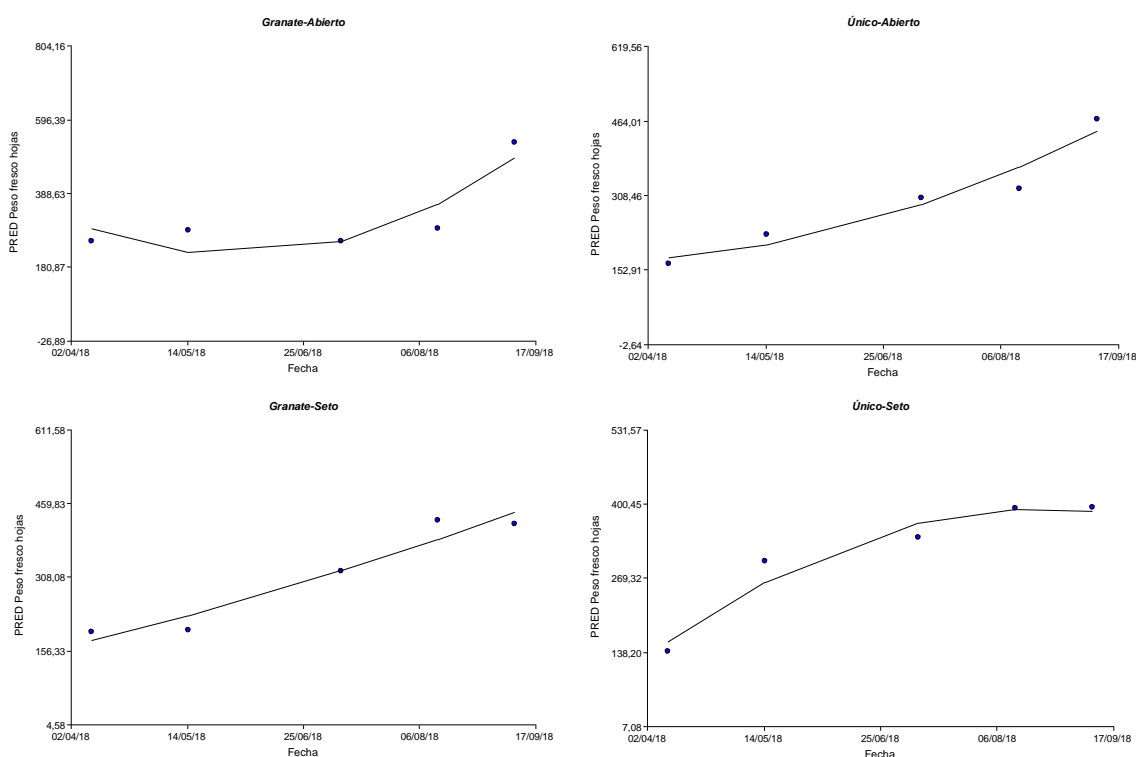 Granate-Abierto
804,16
596,39
388,63
180,87
-26,89
PRED Peso fresco hojas
02/04/18 14/05/18 25/06/18 06/08/18 17/09/18
Fecha
Único-Abierto
619,56
464,01
308,46
152,91
-2,64
PRED Peso fresco hojas
02/04/18 14/05/18 25/06/18 06/08/18 17/09/18
Fecha
Granate-Seto
611,58
459,83
308,08
156,33
4,58
PRED Peso fresco hojas
02/04/18 14/05/18 25/06/18 06/08/18 17/09/18
Fecha
Único-Seto
531,57
400,45
269,32
138,20
7,08
PRED Peso fresco hojas
02/04/18 14/05/18 25/06/18 06/08/18 17/09/18
Fecha